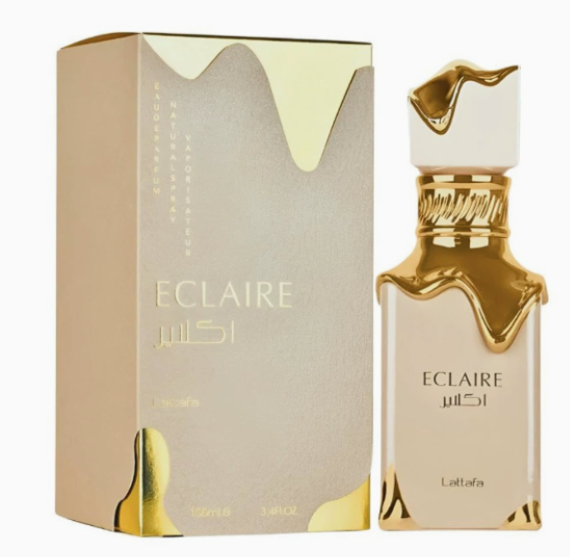 EAU DE PARFUM
NATURAL SPRAY
VAPORISATEUR
ECLAIRE
اكلير
Lattafa
100mL℮ 3.4FL.OZ.
ECLAIRE
اكلير
Lattafa